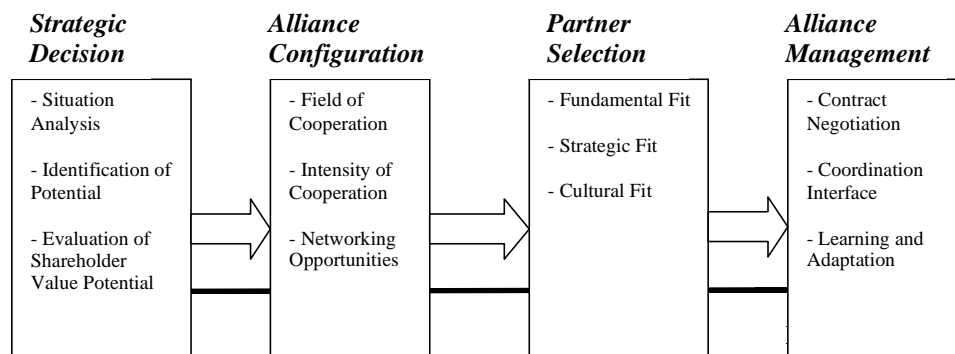 Strategic
Decision
- Situation
Analysis
- Identification of
Potential
- Evaluation of
Shareholder
Value Potential
Alliance
Configuration
- Field of
Cooperation
- Intensity of
Cooperation
- Networking
Opportunities
Partner
Selection
- Fundamental Fit
- Strategic Fit
- Cultural Fit
Alliance
Management
- Contract
Negotiation
- Coordination
Interface
- Learning and
Adaptation